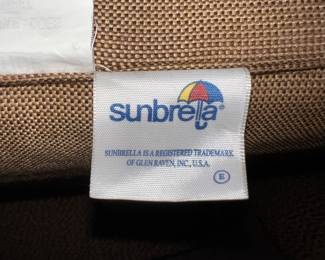 sunbrella®
SUNBRELLA IS A REGISTERED TRADEMARK
OF GLEN RAVEN, INC., U.S.A.
E